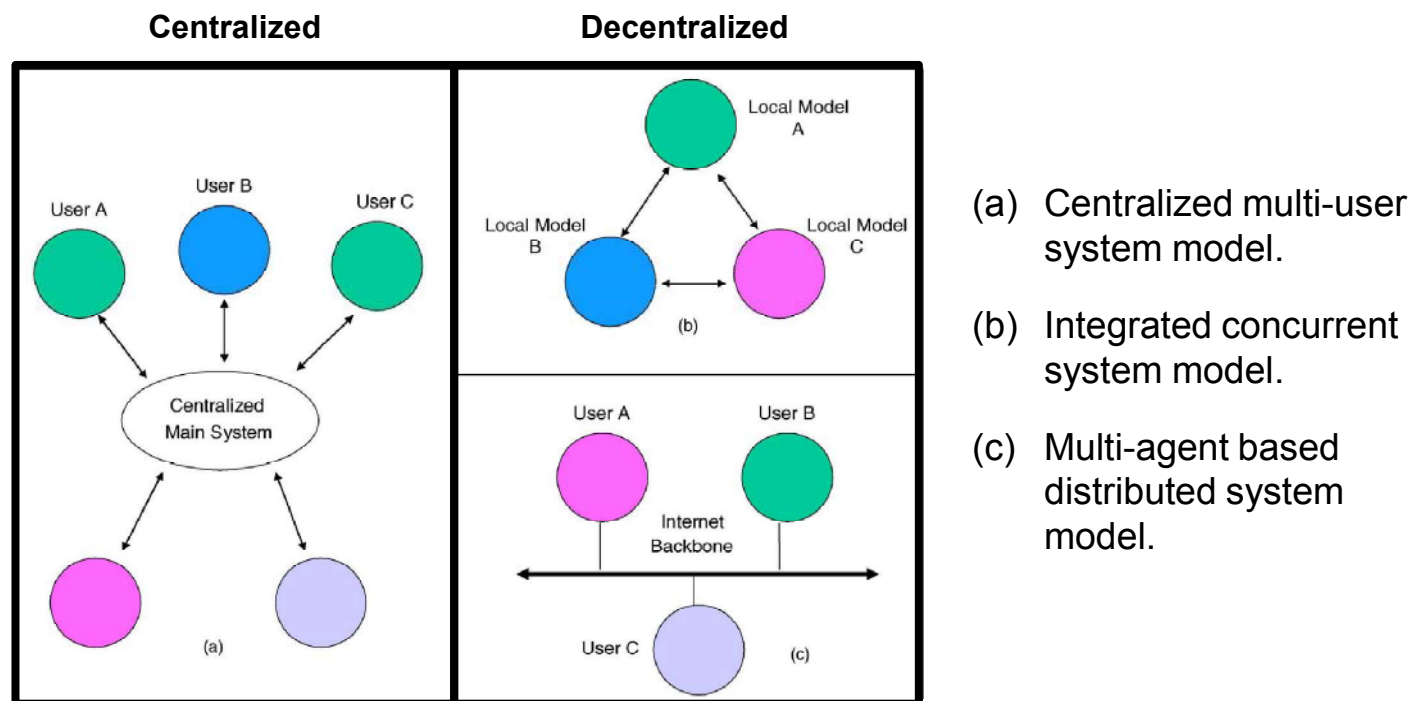 Centralized
Decentralized
User A
User B
User C
Centralized
Main System
(a)
Local Model
A
Local Model
B
Local Model
C
(b)
User A
User B
Internet
Backbone
User C
(c)
(a) Centralized multi-user
system model.
(b) Integrated concurrent
system model.
(c) Multi-agent based
distributed system
model.